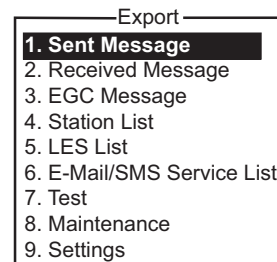 Export
1. Sent Message
2. Received Message
3. EGC Message
4. Station List
5. LES List
6. E-Mail/SMS Service List
7. Test
8. Maintenance
9. Settings